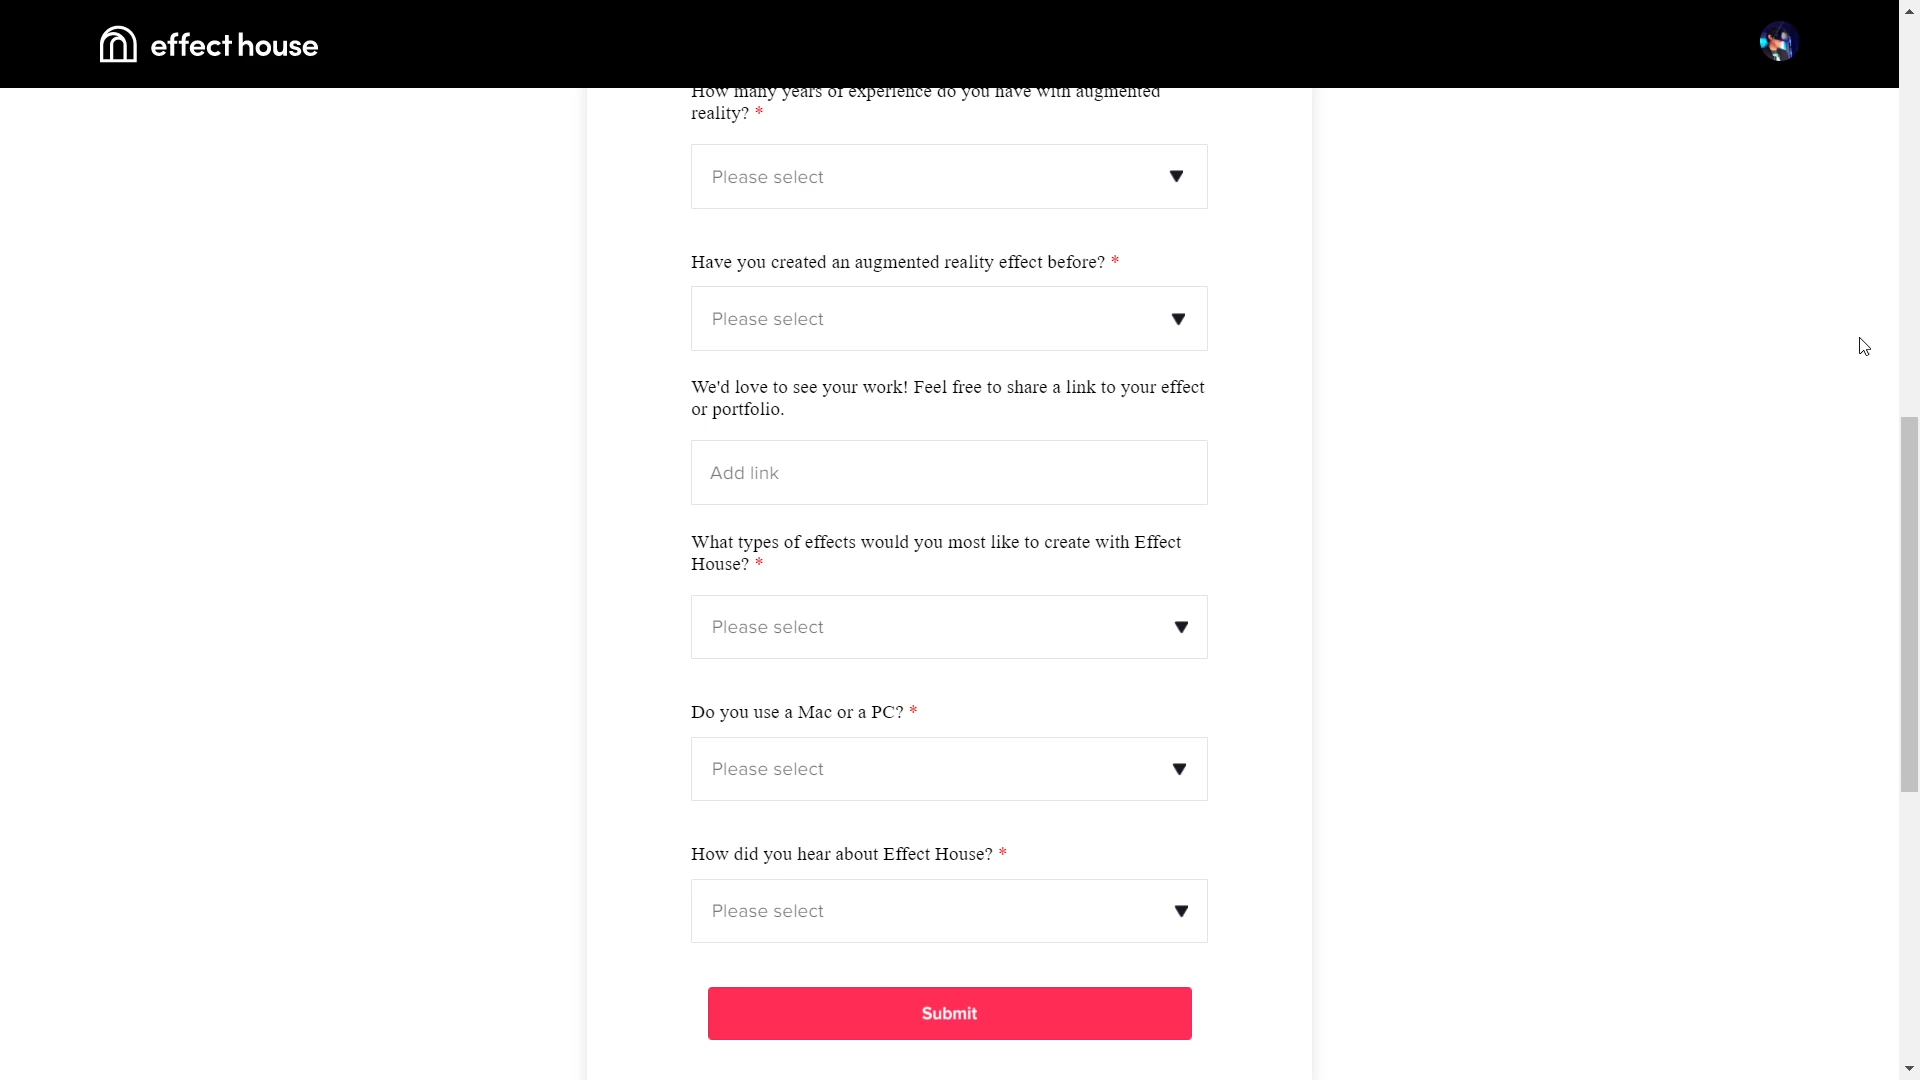 effect house
How many years of experience do you have with augmented
reality? *
Please select
Have you created an augmented reality effect before? *
Please select
We'd love to see your work! Feel free to share a link to your effect
or portfolio.
Add link
What types of effects would you most like to create with Effect
House? *
Please select
Do you use a Mac or a PC? *
Please select
How did you hear about Effect House? *
Please select
Submit